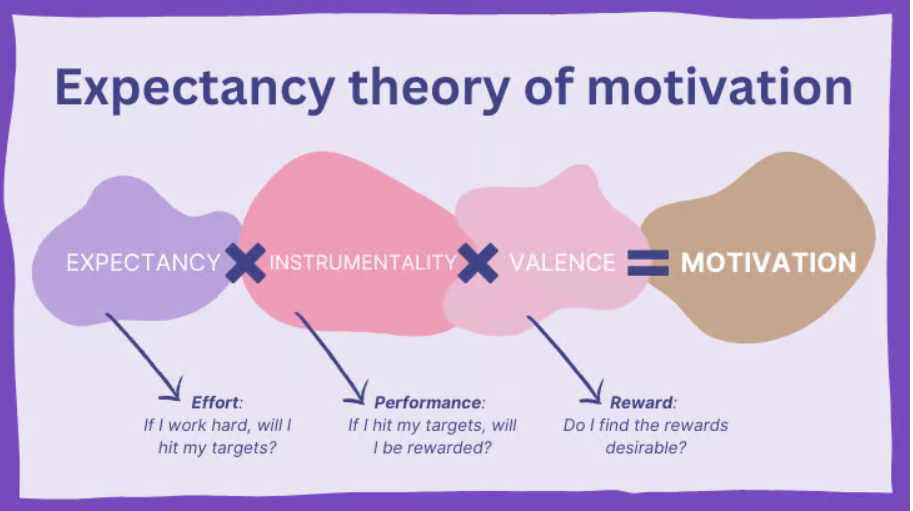 Expectancy theory of motivation
EXPECTANCY × INSTRUMENTALITY × VALENCE = MOTIVATION
Effort:
If I work hard, will I
hit my targets?
Performance:
If I hit my targets, will
I be rewarded?
Reward:
Do I find the rewards
desirable?